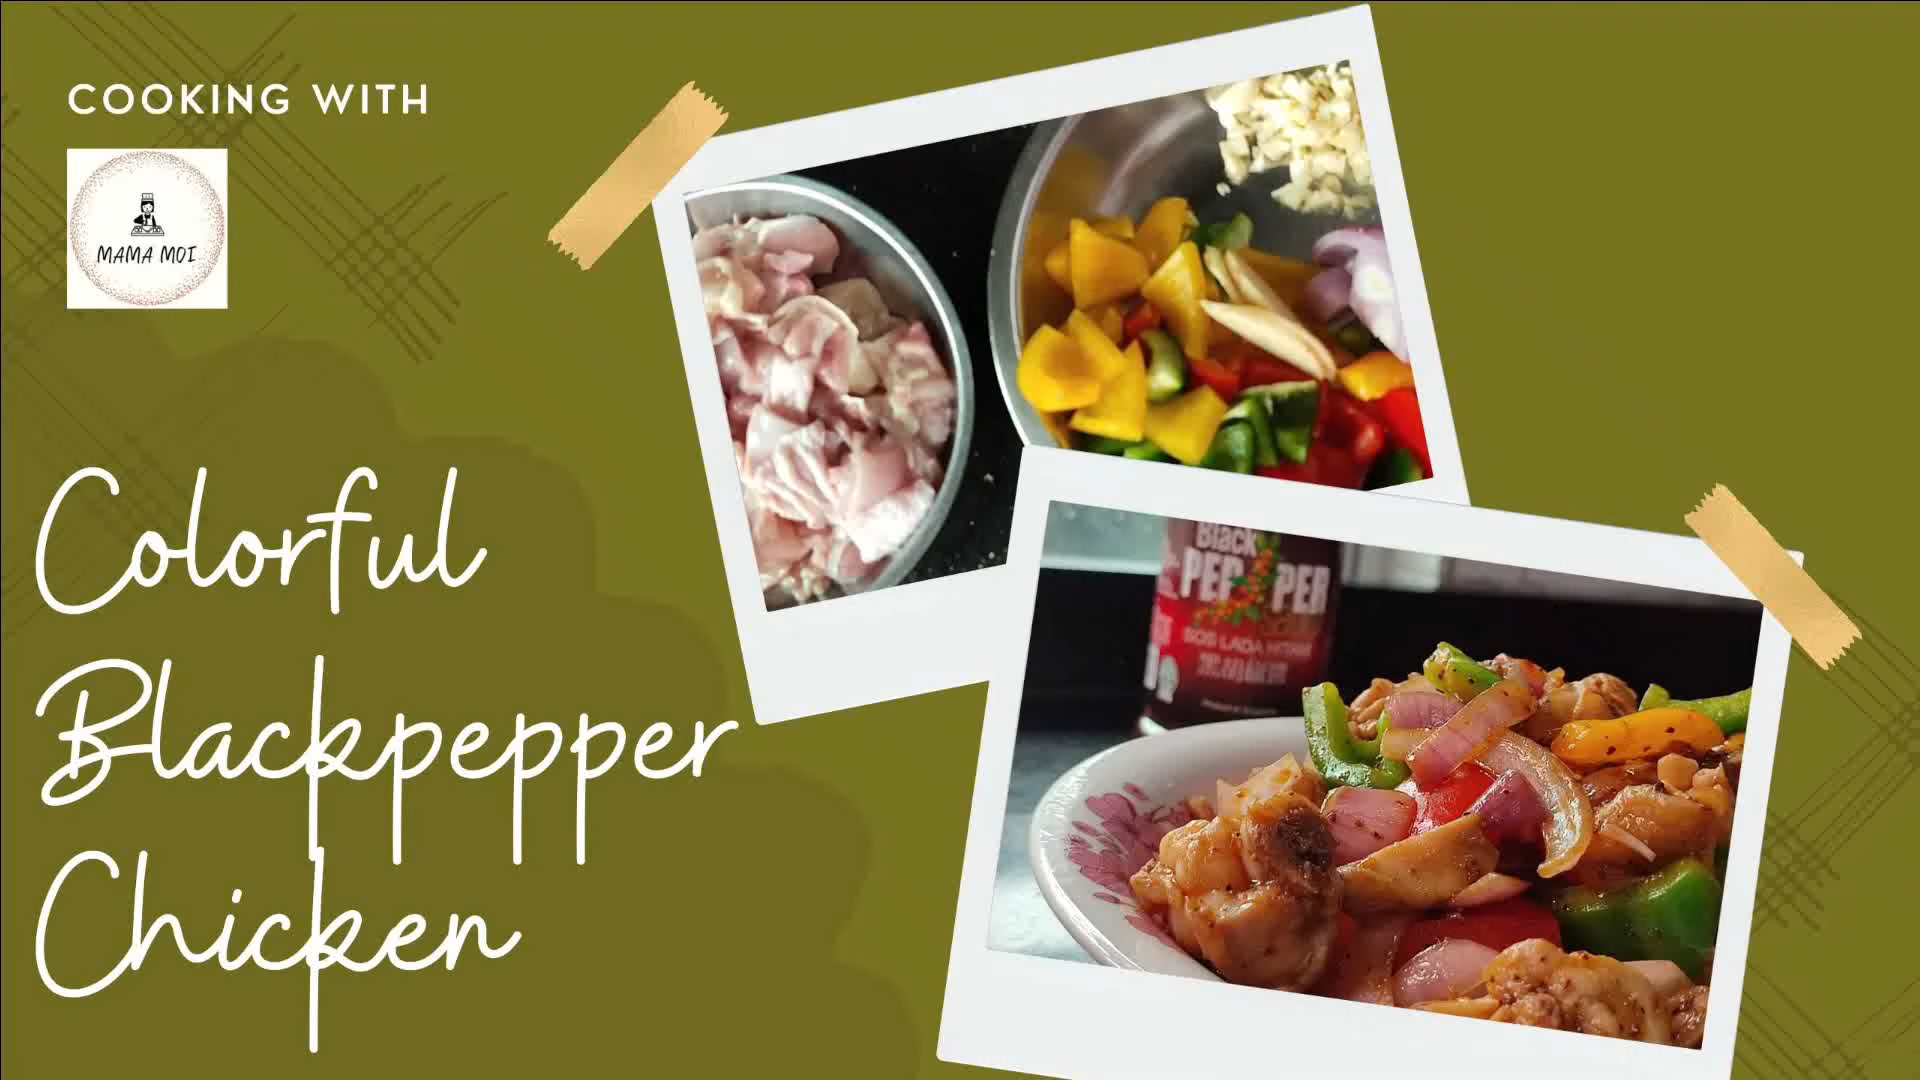 COOKING WITH
MAMA MOI
Colorful
Blackpepper
Chicken
Black
PEPPER
SOS LADA HITAM